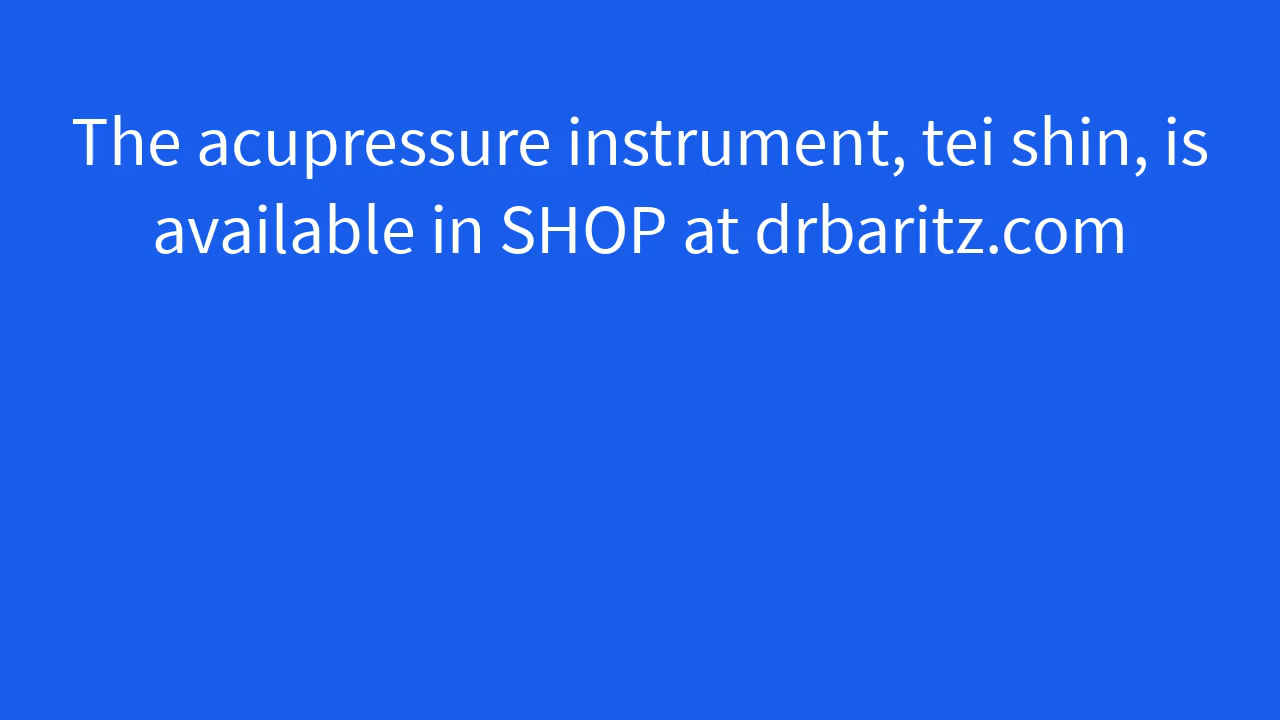 The acupressure instrument, tei shin, is
available in SHOP at drbaritz.com